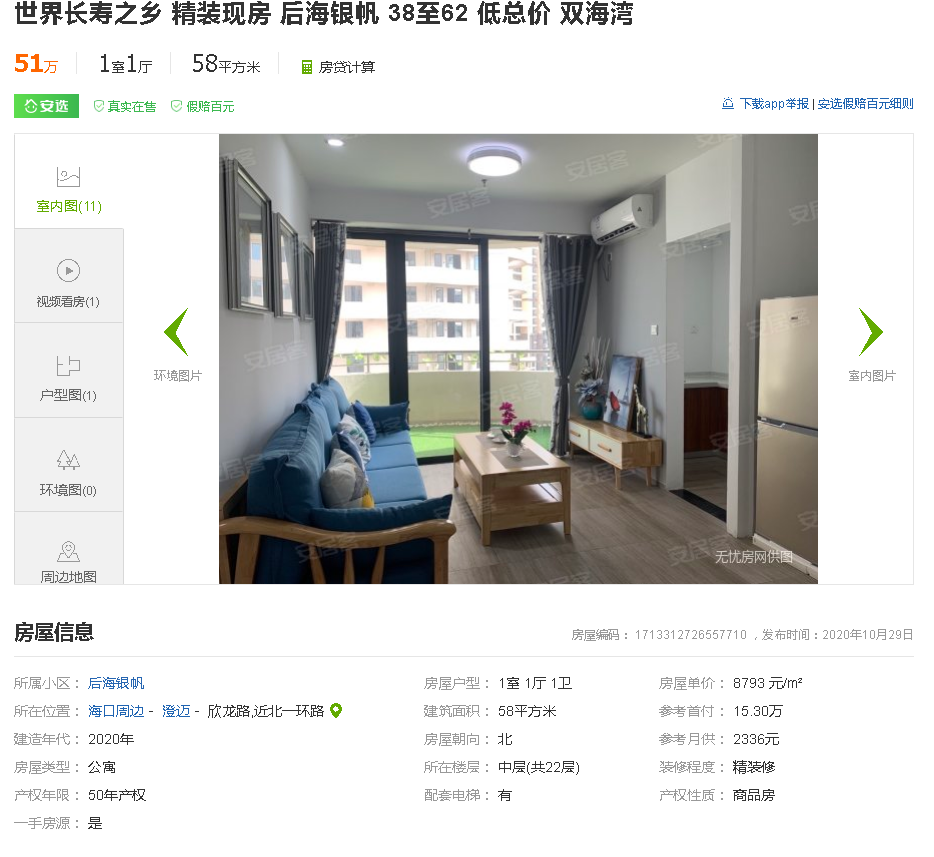 世界长寿之乡 精装现房 后海银帆 38至62 低总价 双海湾
51万 1室1厅 58平方米 房贷计算
安选 真实在售 假赔百元 下载app举报 | 安选假赔百元细则
室内图(11)
视频看房(1)
户型图(1)
环境图(0)
周边地图
环境图片
室内图片
安居客
无忧房网供图
房屋信息 房屋编码： 1713312726557710 ，发布时间：2020年10月29日
所属小区： 后海银帆 房屋户型： 1室 1厅 1卫 房屋单价： 8793 元/m²
所在位置： 海口周边 - 澄迈 - 欣龙路,近北一环路 建筑面积： 58平方米 参考首付： 15.30万
建造年代： 2020年 房屋朝向： 北 参考月供： 2336元
房屋类型： 公寓 所在楼层： 中层(共22层) 装修程度： 精装修
产权年限： 50年产权 配套电梯： 有 产权性质： 商品房
一手房源： 是